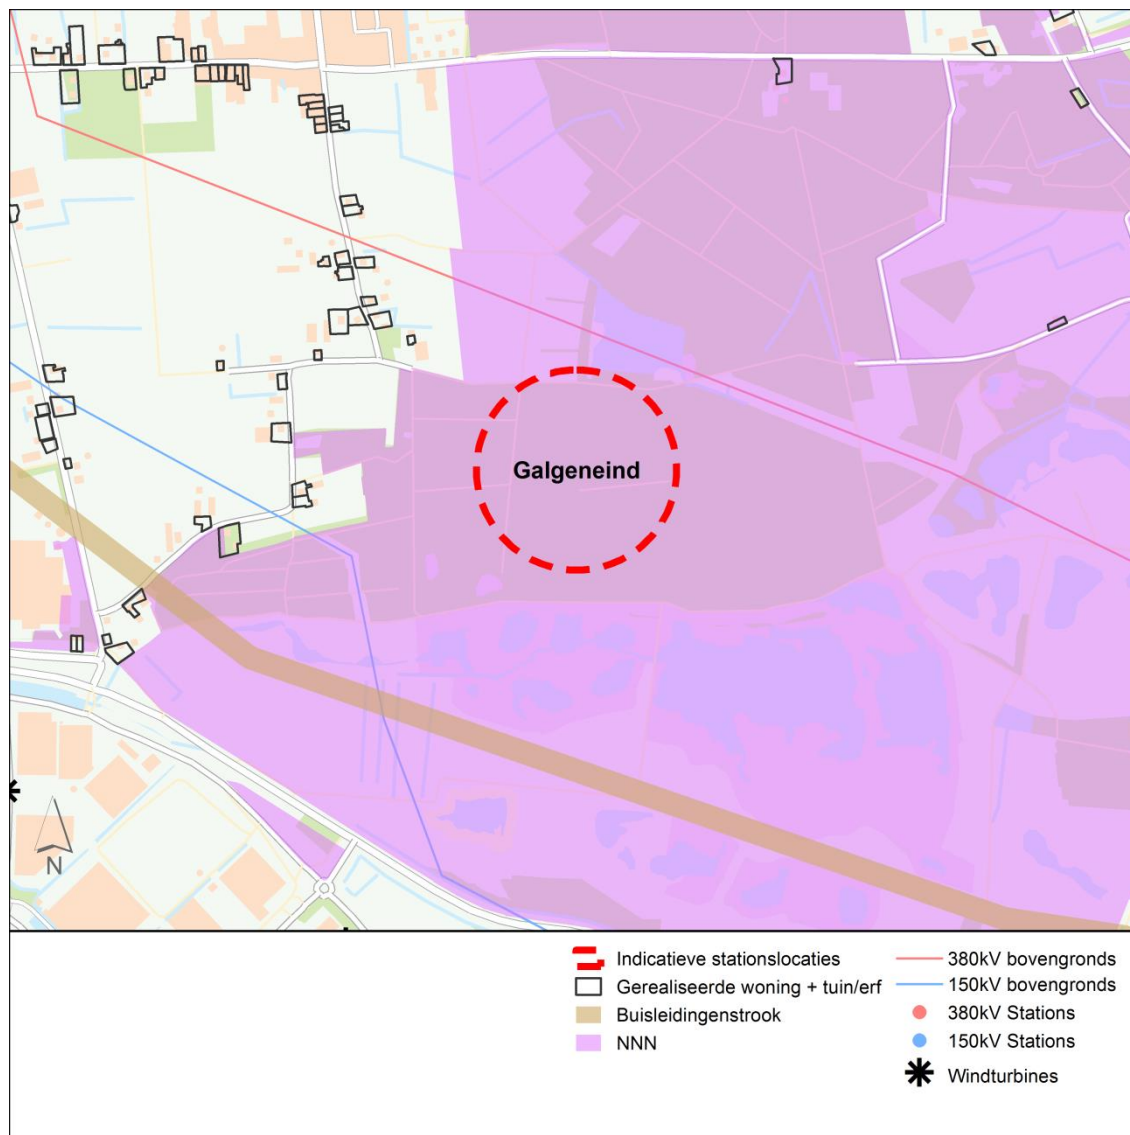 Galgeneind
N
Indicatieve stationslocaties
Gerealiseerde woning + tuin/erf
Buisleidingenstrook
NNN
380kV bovengronds
150kV bovengronds
380kV Stations
150kV Stations
Windturbines